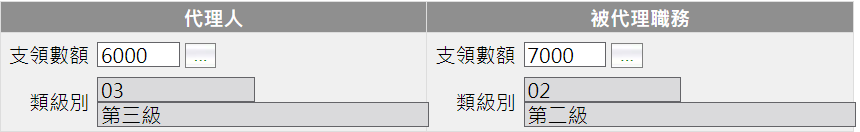 代理人 被代理職務
支領數額 6000 ... 支領數額 7000 ...
類級別 03 類級別 02
第三級 第二級